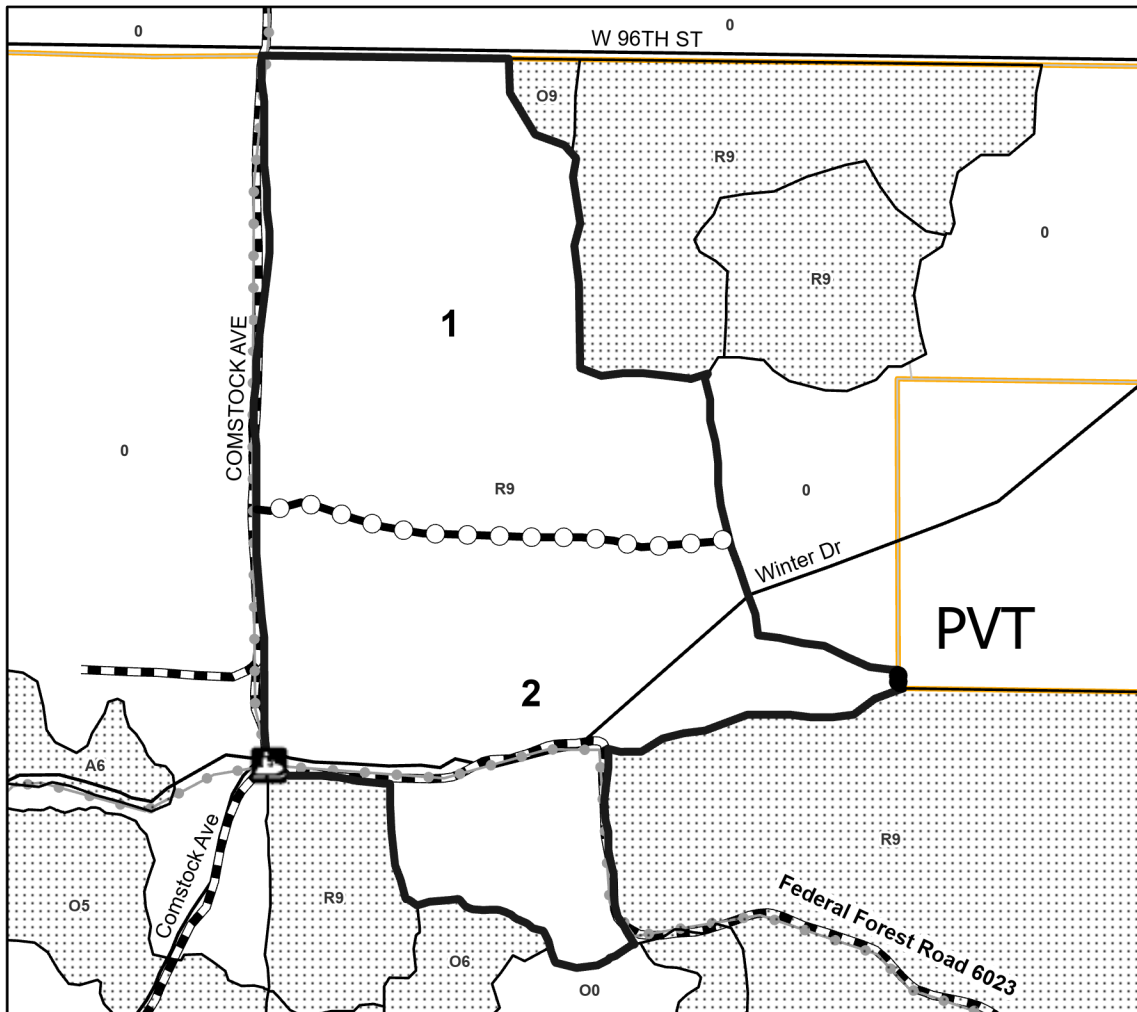 0
0
W 96TH ST
O9
R9
0
R9
1
COMSTOCK AVE
0
R9
0
Winter Dr
PVT
2
A6
R9
Comstock Ave
Federal Forest Road 6023
R9
O5
O6
O0